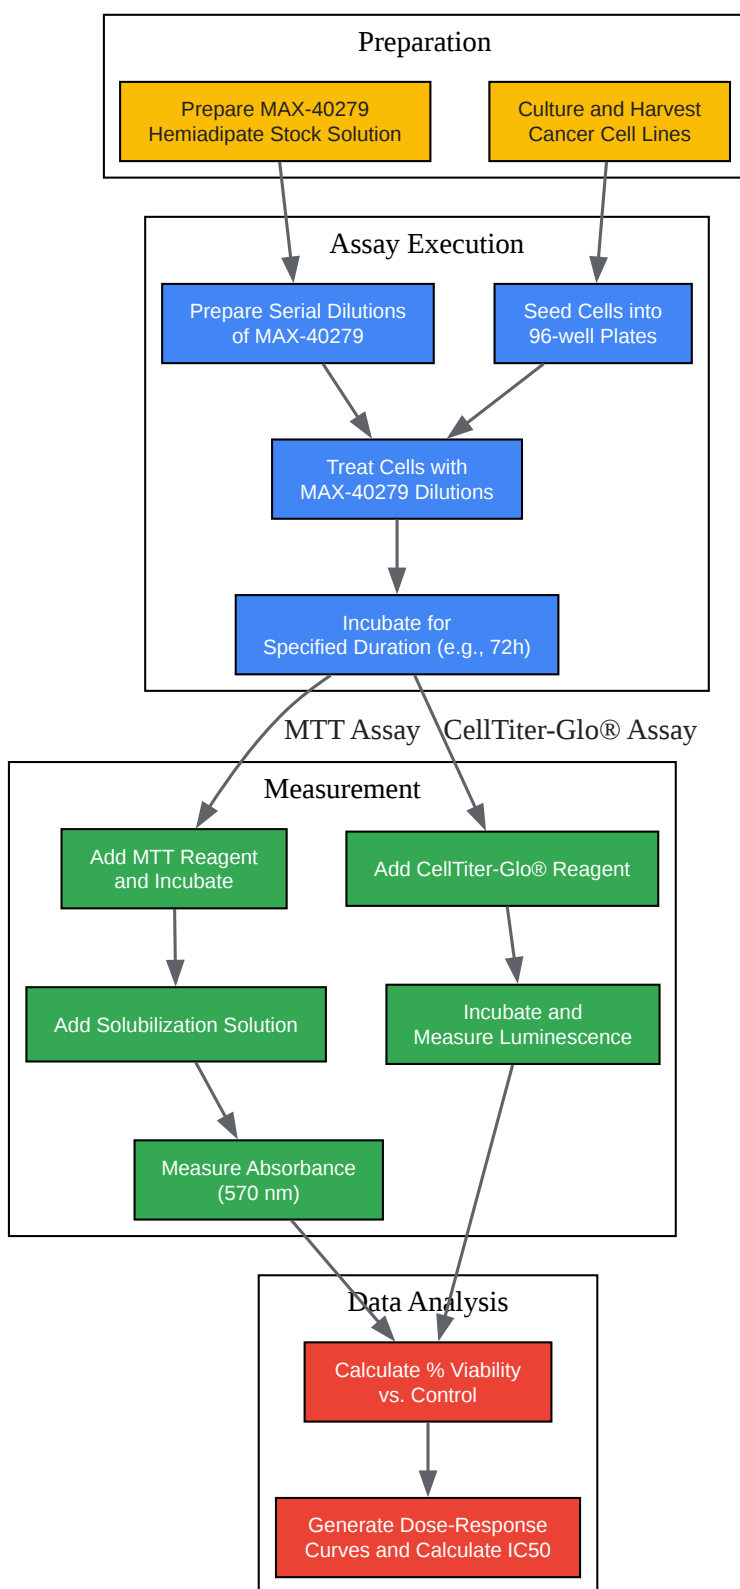 Preparation
Prepare MAX-40279
Hemiadipate Stock Solution
Culture and Harvest
Cancer Cell Lines
Assay Execution
Prepare Serial Dilutions
of MAX-40279
Seed Cells into
96-well Plates
Treat Cells with
MAX-40279 Dilutions
Incubate for
Specified Duration (e.g., 72h)
MTT Assay
CellTiter-Glo® Assay
Measurement
Add MTT Reagent
and Incubate
Add CellTiter-Glo® Reagent
Add Solubilization Solution
Incubate and
Measure Luminescence
Measure Absorbance
(570 nm)
Data Analysis
Calculate % Viability
vs. Control
Generate Dose-Response
Curves and Calculate IC50